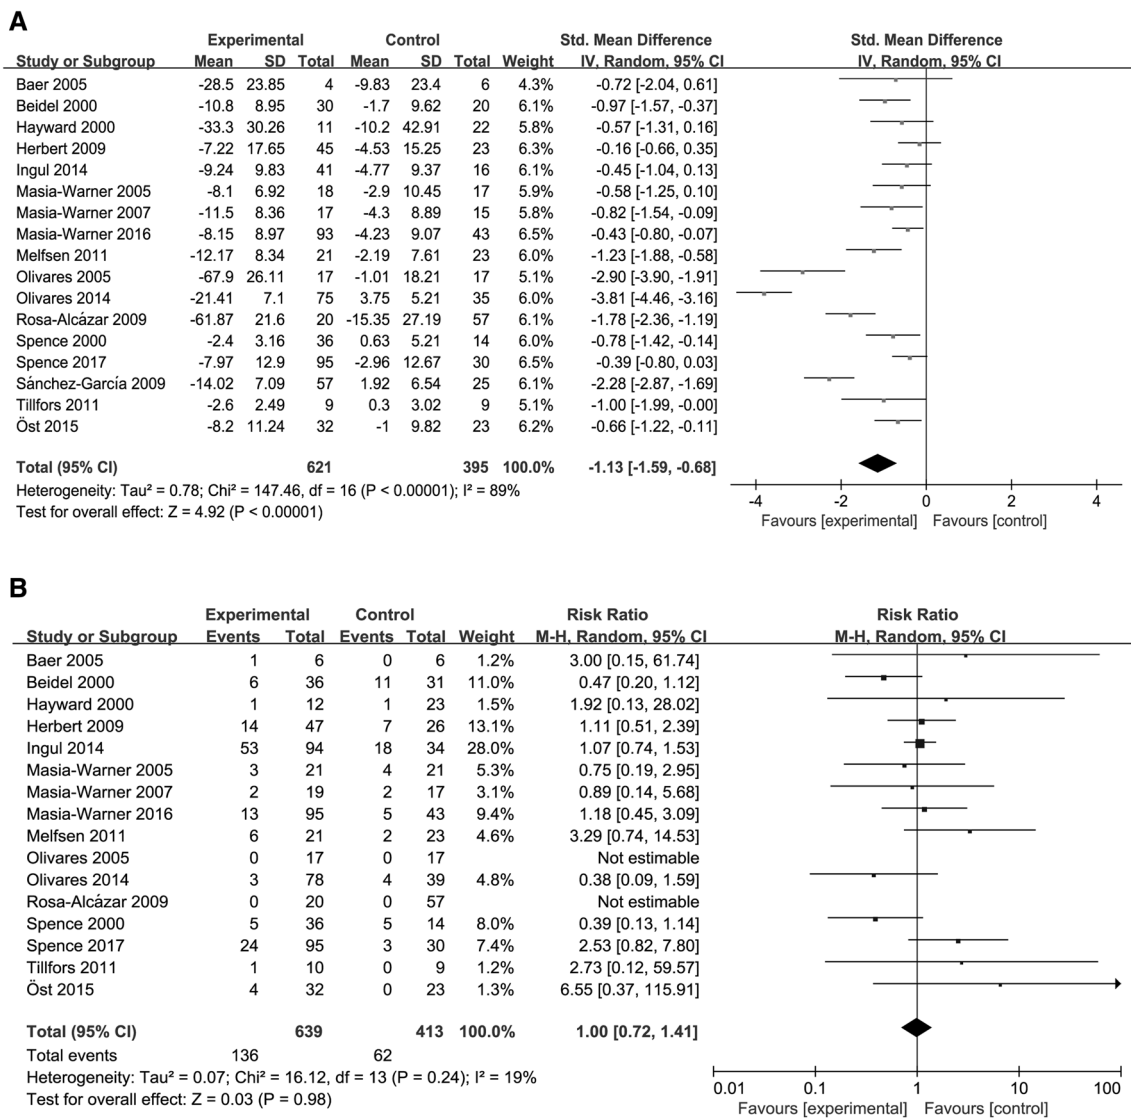 A
Experimental Control Std. Mean Difference Std. Mean Difference
Study or Subgroup Mean SD Total Mean SD Total Weight IV, Random, 95% CI IV, Random, 95% CI
Baer 2005 -28.5 23.85 4 -9.83 23.4 6 4.3% -0.72 [-2.04, 0.61]
Beidel 2000 -10.8 8.95 30 -1.7 9.62 20 6.1% -0.97 [-1.57, -0.37]
Hayward 2000 -33.3 30.26 11 -10.2 42.91 22 5.8% -0.57 [-1.31, 0.16]
Herbert 2009 -7.22 17.65 45 -4.53 15.25 23 6.3% -0.16 [-0.66, 0.35]
Ingul 2014 -9.24 9.83 41 -4.77 9.37 16 6.1% -0.45 [-1.04, 0.13]
Masia-Warner 2005 -8.1 6.92 18 -2.9 10.45 17 5.9% -0.58 [-1.25, 0.10]
Masia-Warner 2007 -11.5 8.36 17 -4.3 8.89 15 5.8% -0.82 [-1.54, -0.09]
Masia-Warner 2016 -8.15 8.97 93 -4.23 9.07 43 6.5% -0.43 [-0.80, -0.07]
Melfsen 2011 -12.17 8.34 21 -2.19 7.61 23 6.0% -1.23 [-1.88, -0.58]
Olivares 2005 -67.9 26.11 17 -1.01 18.21 17 5.1% -2.90 [-3.90, -1.91]
Olivares 2014 -21.41 7.1 75 3.75 5.21 35 6.0% -3.81 [-4.46, -3.16]
Rosa-Alcázar 2009 -61.87 21.6 20 -15.35 27.19 57 6.1% -1.78 [-2.36, -1.19]
Spence 2000 -2.4 3.16 36 0.63 5.21 14 6.0% -0.78 [-1.42, -0.14]
Spence 2017 -7.97 12.9 95 -2.96 12.67 30 6.5% -0.39 [-0.80, 0.03]
Sánchez-García 2009 -14.02 7.09 57 1.92 6.54 25 6.1% -2.28 [-2.87, -1.69]
Tillfors 2011 -2.6 2.49 9 0.3 3.02 9 5.1% -1.00 [-1.99, -0.00]
Öst 2015 -8.2 11.24 32 -1 9.82 23 6.2% -0.66 [-1.22, -0.11]
Total (95% CI) 621 395 100.0% -1.13 [-1.59, -0.68]
Heterogeneity: Tau² = 0.78; Chi² = 147.46, df = 16 (P < 0.00001); I² = 89%
Test for overall effect: Z = 4.92 (P < 0.00001)
-4 -2 0 2 4
Favours [experimental] Favours [control]
B
Experimental Control Risk Ratio Risk Ratio
Study or Subgroup Events Total Events Total Weight M-H, Random, 95% CI M-H, Random, 95% CI
Baer 2005 1 6 0 6 1.2% 3.00 [0.15, 61.74]
Beidel 2000 6 36 11 31 11.0% 0.47 [0.20, 1.12]
Hayward 2000 1 12 1 23 1.5% 1.92 [0.13, 28.02]
Herbert 2009 14 47 7 26 13.1% 1.11 [0.51, 2.39]
Ingul 2014 53 94 18 34 28.0% 1.07 [0.74, 1.53]
Masia-Warner 2005 3 21 4 21 5.3% 0.75 [0.19, 2.95]
Masia-Warner 2007 2 19 2 17 3.1% 0.89 [0.14, 5.68]
Masia-Warner 2016 13 95 5 43 9.4% 1.18 [0.45, 3.09]
Melfsen 2011 6 21 2 23 4.6% 3.29 [0.74, 14.53]
Olivares 2005 0 17 0 17 Not estimable
Olivares 2014 3 78 4 39 4.8% 0.38 [0.09, 1.59]
Rosa-Alcázar 2009 0 20 0 57 Not estimable
Spence 2000 5 36 5 14 8.0% 0.39 [0.13, 1.14]
Spence 2017 24 95 3 30 7.4% 2.53 [0.82, 7.80]
Tillfors 2011 1 10 0 9 1.2% 2.73 [0.12, 59.57]
Öst 2015 4 32 0 23 1.3% 6.55 [0.37, 115.91]
Total (95% CI) 639 413 100.0% 1.00 [0.72, 1.41]
Total events 136 62
Heterogeneity: Tau² = 0.07; Chi² = 16.12, df = 13 (P = 0.24); I² = 19%
Test for overall effect: Z = 0.03 (P = 0.98)
0.01 0.1 1 10 100
Favours [experimental] Favours [control]